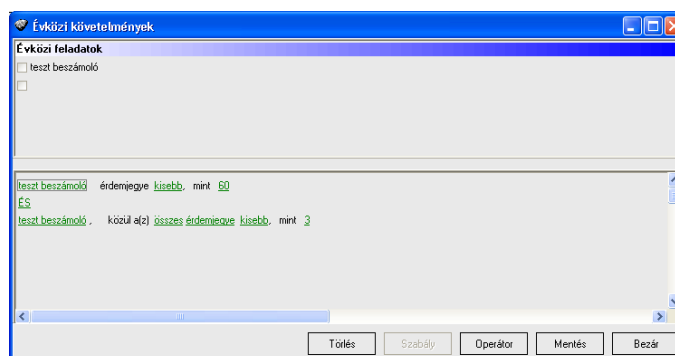 Évközi követelmények
Évközi feladatok
teszt beszámoló
teszt beszámoló érdemjegye kisebb, mint 60
ÉS
teszt beszámoló , közül a(z) összes érdemjegye kisebb, mint 3
Törlés Szabály Operátor Mentés Bezár